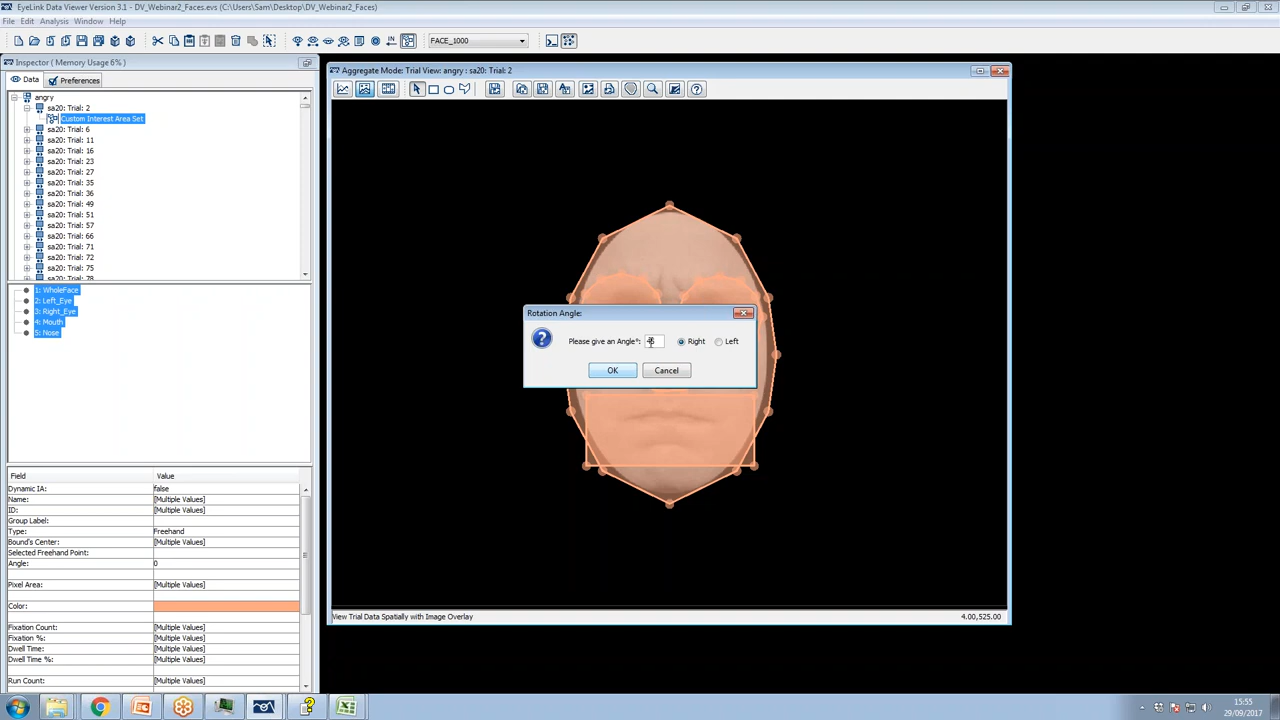 EyeLink Data Viewer Version 3.1 - DV_Webinar2_Faces.evs (C:\Users\Sam\Desktop\DV_Webinar2_Faces)
File Edit Analysis Window Help
FACE_1000
Inspector ( Memory Usage 6% )
Data Preferences
angry
sa20: Trial: 2
Custom Interest Area Set
sa20: Trial: 6
sa20: Trial: 11
sa20: Trial: 16
sa20: Trial: 23
sa20: Trial: 27
sa20: Trial: 35
sa20: Trial: 36
sa20: Trial: 49
sa20: Trial: 51
sa20: Trial: 57
sa20: Trial: 66
sa20: Trial: 71
sa20: Trial: 72
sa20: Trial: 75
sa20: Trial: 78
1: WholeFace
2: Left_Eye
3: Right_Eye
4: Mouth
5: Nose
Field Value
Dynamic IA: false
Name: [Multiple Values]
ID: [Multiple Values]
Group Label:
Type: Freehand
Bound's Center: [Multiple Values]
Selected Freehand Point:
Angle: 0
Pixel Area: [Multiple Values]
Color:
Fixation Count: [Multiple Values]
Fixation %: [Multiple Values]
Dwell Time: [Multiple Values]
Dwell Time %: [Multiple Values]
Run Count: [Multiple Values]
Aggregate Mode: Trial View: angry : sa20: Trial: 2
Rotation Angle:
Please give an Angle°: Right Left
OK Cancel
View Trial Data Spatially with Image Overlay 4.00,525.00
15:55
29/09/2017